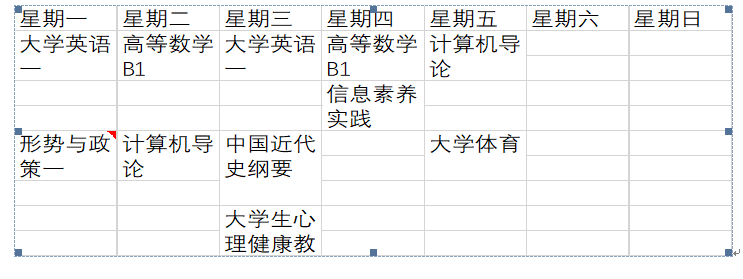 星期一 星期二 星期三 星期四 星期五 星期六 星期日
大学英语 高等数学 大学英语 高等数学 计算机导
一 B1 一 B1 论
信息素养
实践
形势与政 计算机导 中国近代 大学体育
策一 论 史纲要
大学生心
理健康教